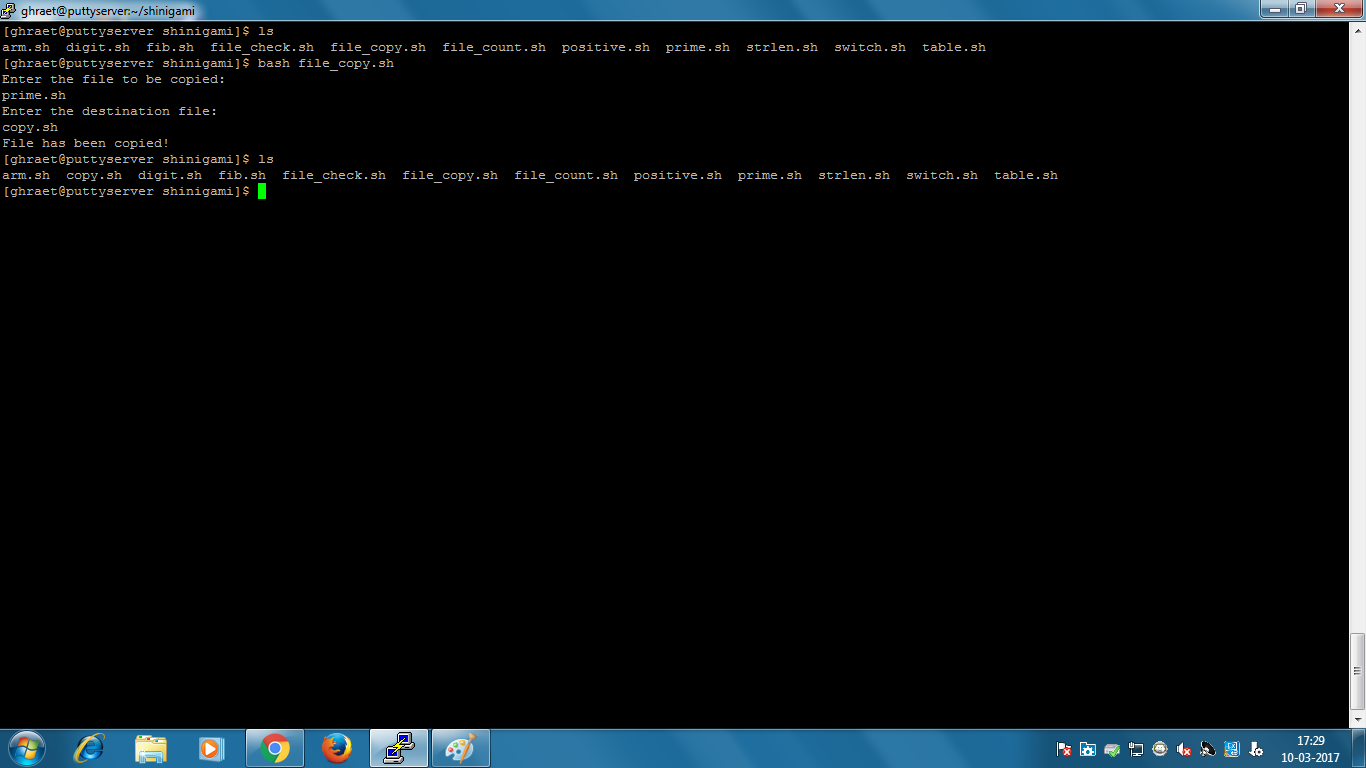 ghraet@puttyserver:~/shinigami
[ghraet@puttyserver shinigami]$ ls
arm.sh  digit.sh  fib.sh  file_check.sh  file_copy.sh  file_count.sh  positive.sh  prime.sh  strlen.sh  switch.sh  table.sh
[ghraet@puttyserver shinigami]$ bash file_copy.sh
Enter the file to be copied:
prime.sh
Enter the destination file:
copy.sh
File has been copied!
[ghraet@puttyserver shinigami]$ ls
arm.sh  copy.sh  digit.sh  fib.sh  file_check.sh  file_copy.sh  file_count.sh  positive.sh  prime.sh  strlen.sh  switch.sh  table.sh
[ghraet@puttyserver shinigami]$
17:29
10-03-2017